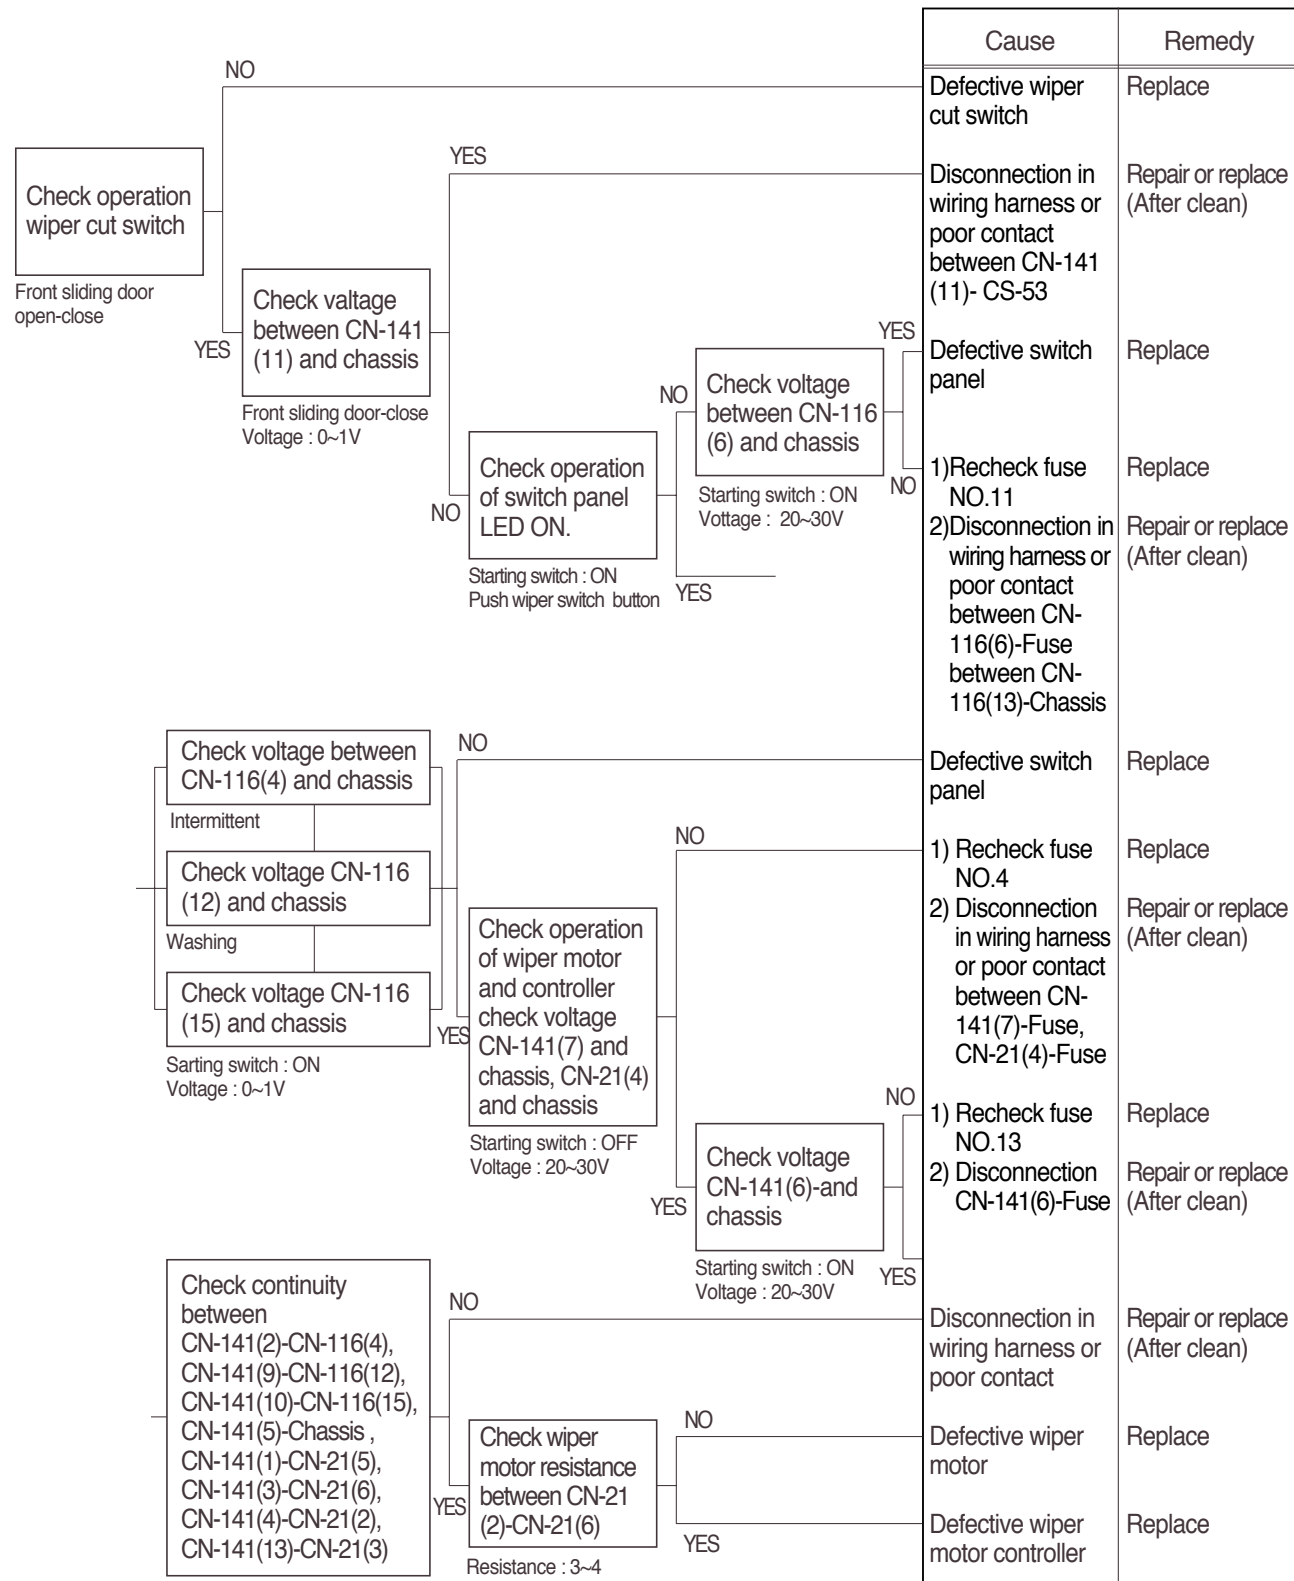 Cause
Remedy
NO
Defective wiper
cut switch
Replace
Check operation
wiper cut switch
Front sliding door
open-close
YES
Disconnection in
wiring harness or
poor contact
between CN-141
(11)- CS-53
Repair or replace
(After clean)
YES
Check valtage
between CN-141
(11) and chassis
Front sliding door-close
Voltage : 0~1V
YES
Defective switch
panel
Replace
NO
Check voltage
between CN-116
(6) and chassis
Starting switch : ON
Vottage : 20~30V
NO
1)Recheck fuse
NO.11
Replace
2)Disconnection in
wiring harness or
poor contact
between CN-
116(6)-Fuse
between CN-
116(13)-Chassis
Repair or replace
(After clean)
NO
Check operation
of switch panel
LED ON.
Starting switch : ON
Push wiper switch button
YES
Check voltage between
CN-116(4) and chassis
Intermittent
Check voltage CN-116
(12) and chassis
Washing
Check voltage CN-116
(15) and chassis
Sarting switch : ON
Voltage : 0~1V
NO
Defective switch
panel
Replace
YES
Check operation
of wiper motor
and controller
check voltage
CN-141(7) and
chassis, CN-21(4)
and chassis
Starting switch : OFF
Voltage : 20~30V
NO
1) Recheck fuse
NO.4
Replace
2) Disconnection
in wiring harness
or poor contact
between CN-
141(7)-Fuse,
CN-21(4)-Fuse
Repair or replace
(After clean)
YES
Check voltage
CN-141(6)-and
chassis
Starting switch : ON
Voltage : 20~30V
NO
1) Recheck fuse
NO.13
Replace
2) Disconnection
CN-141(6)-Fuse
Repair or replace
(After clean)
YES
Check continuity
between
CN-141(2)-CN-116(4),
CN-141(9)-CN-116(12),
CN-141(10)-CN-116(15),
CN-141(5)-Chassis ,
CN-141(1)-CN-21(5),
CN-141(3)-CN-21(6),
CN-141(4)-CN-21(2),
CN-141(13)-CN-21(3)
NO
Disconnection in
wiring harness or
poor contact
Repair or replace
(After clean)
YES
Check wiper
motor resistance
between CN-21
(2)-CN-21(6)
Resistance : 3~4
NO
Defective wiper
motor
Replace
YES
Defective wiper
motor controller
Replace